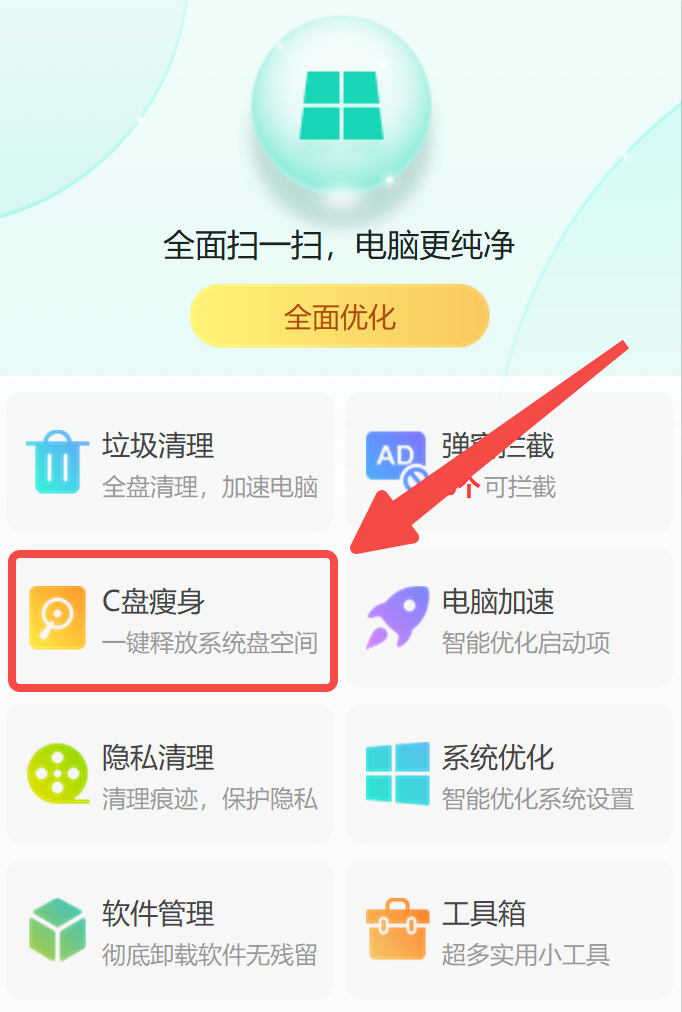 全面扫一扫，电脑更纯净
全面优化
垃圾清理
全盘清理，加速电脑
AD
弹窗拦截
个可拦截
C盘瘦身
一键释放系统盘空间
电脑加速
智能优化启动项
隐私清理
清理痕迹，保护隐私
系统优化
智能优化系统设置
软件管理
彻底卸载软件无残留
工具箱
超多实用小工具